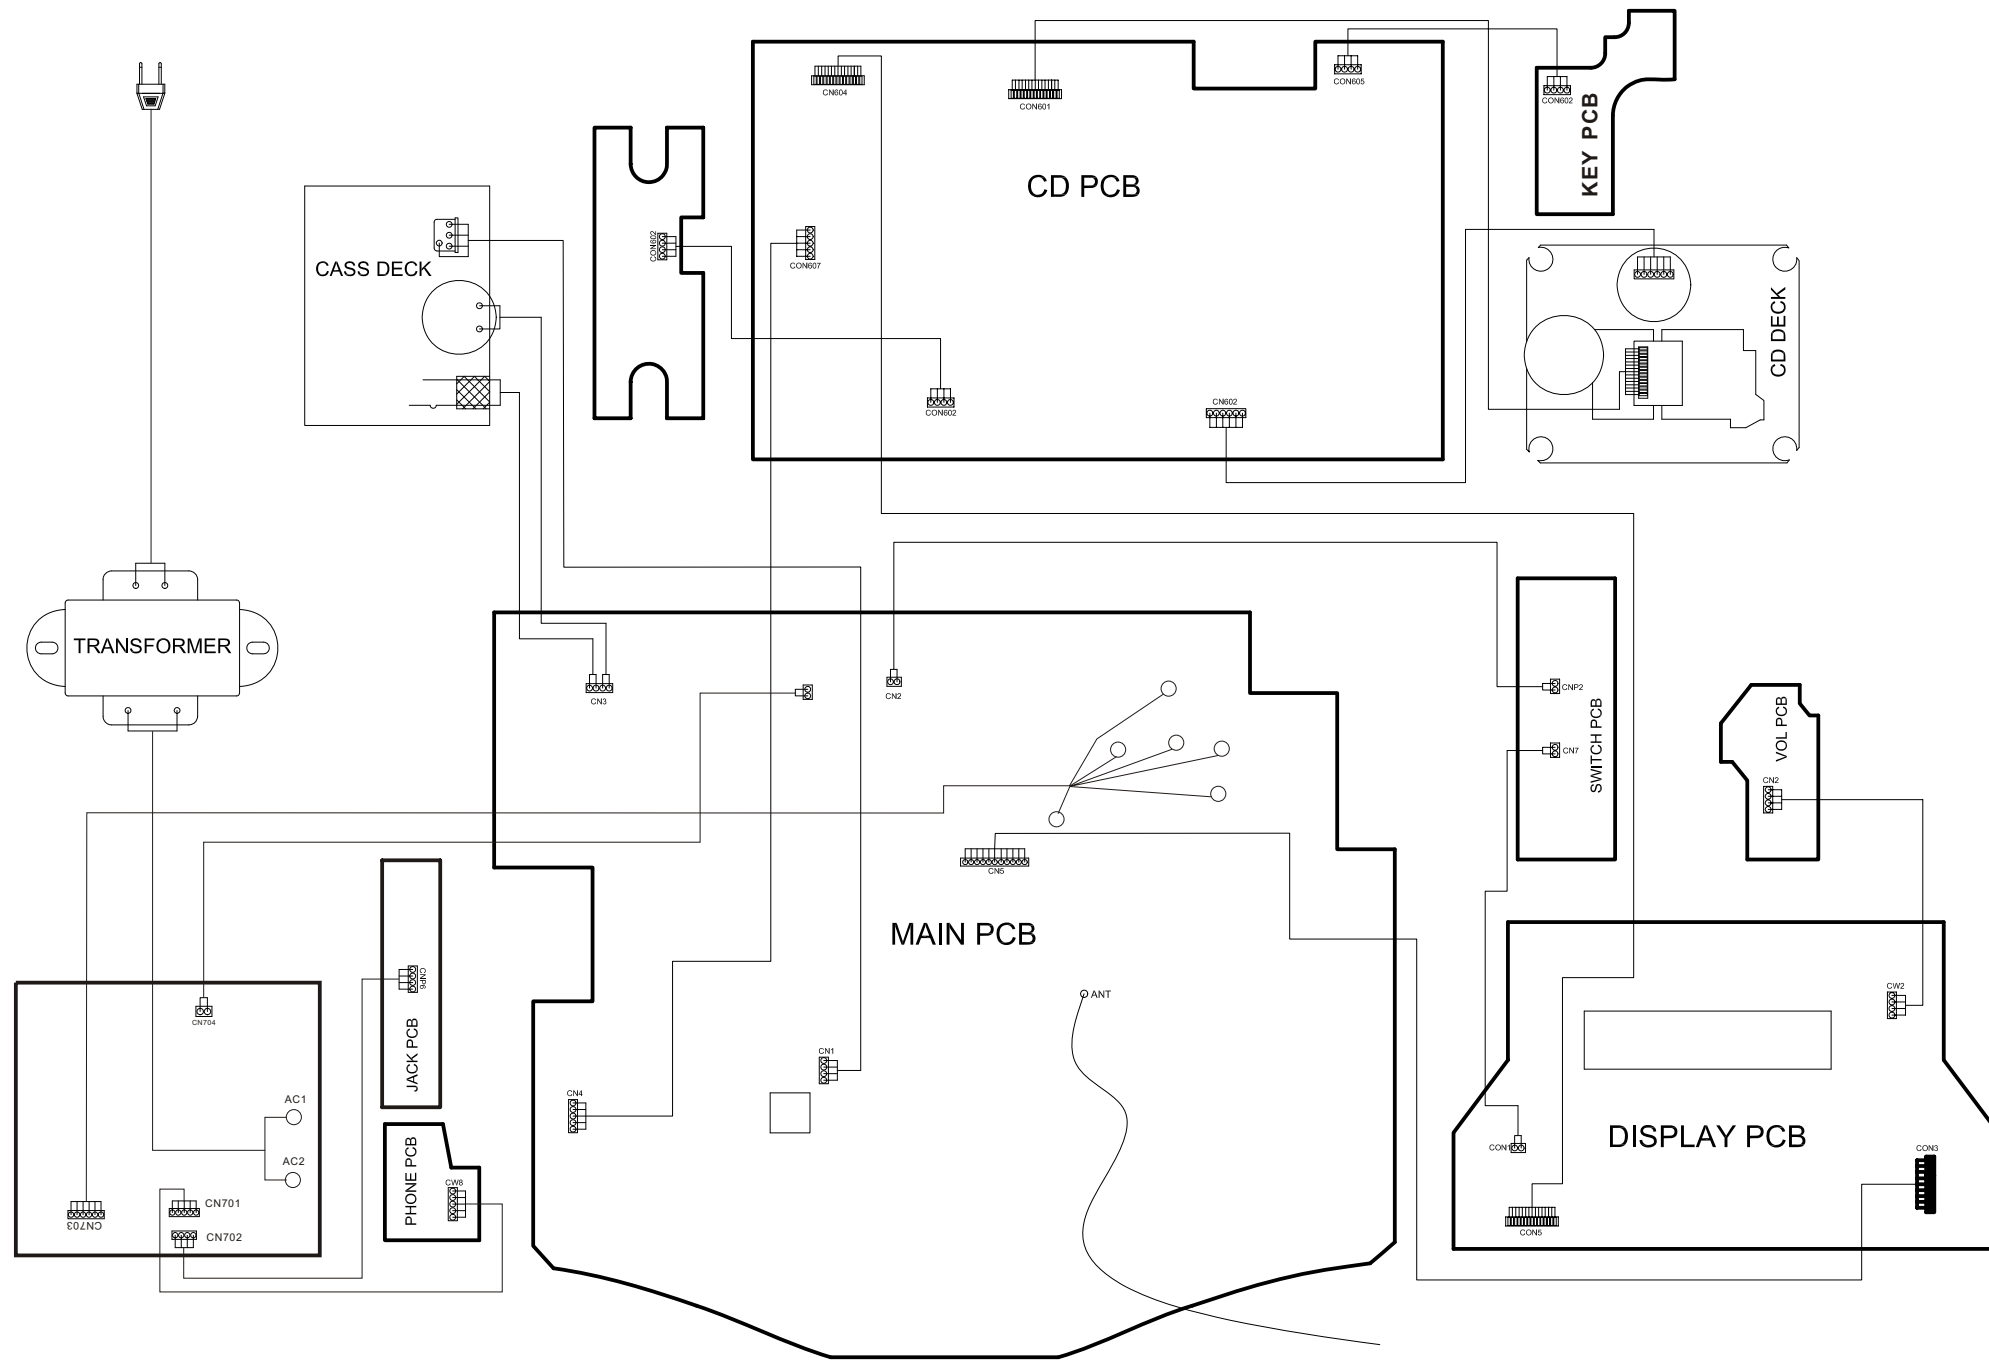 CN604
CON601
CON605
CON602
KEY PCB
CD PCB
CASS DECK
CON602
CON607
CD DECK
CON602
CN602
TRANSFORMER
CN3
CN2
CNP2
CN7
SWITCH PCB
VOL PCB
CN2
CN5
MAIN PCB
ANT
CNP6
JACK PCB
CN704
CW2
CN1
CN4
AC1
AC2
CN701
CN702
CN703
PHONE PCB
CW8
CON1
DISPLAY PCB
CON3
CON5